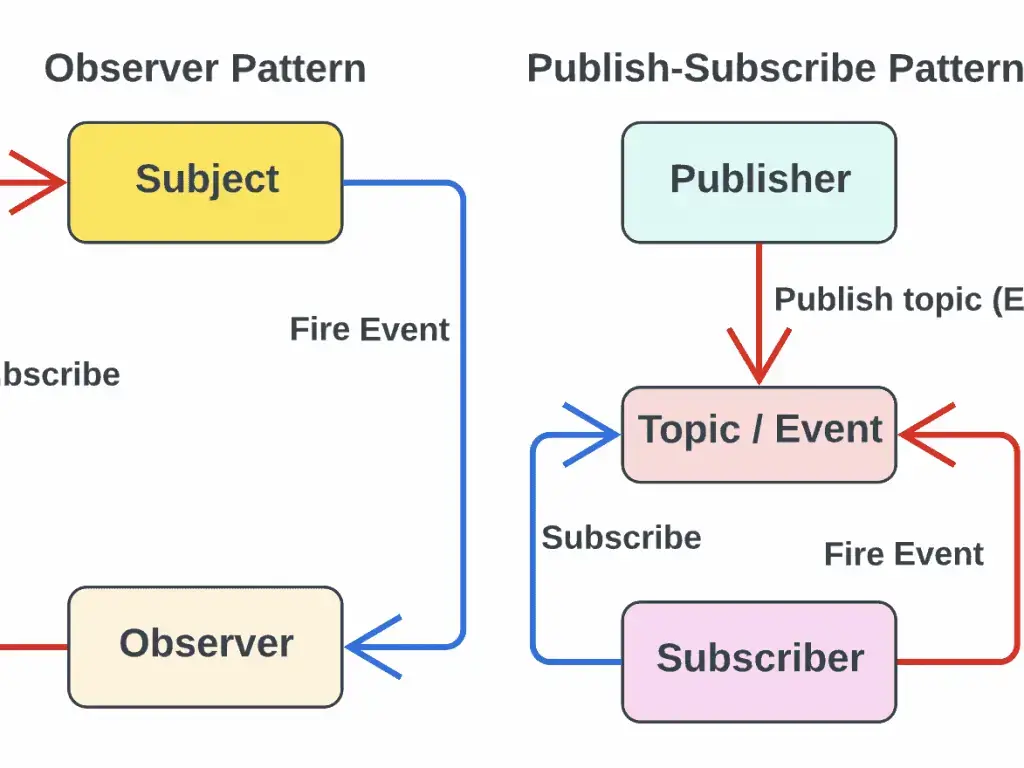 Observer Pattern
Publish-Subscribe Pattern
Subject
Publisher
Publish topic (E
Fire Event
bscribe
Topic / Event
Subscribe
Fire Event
Observer
Subscriber